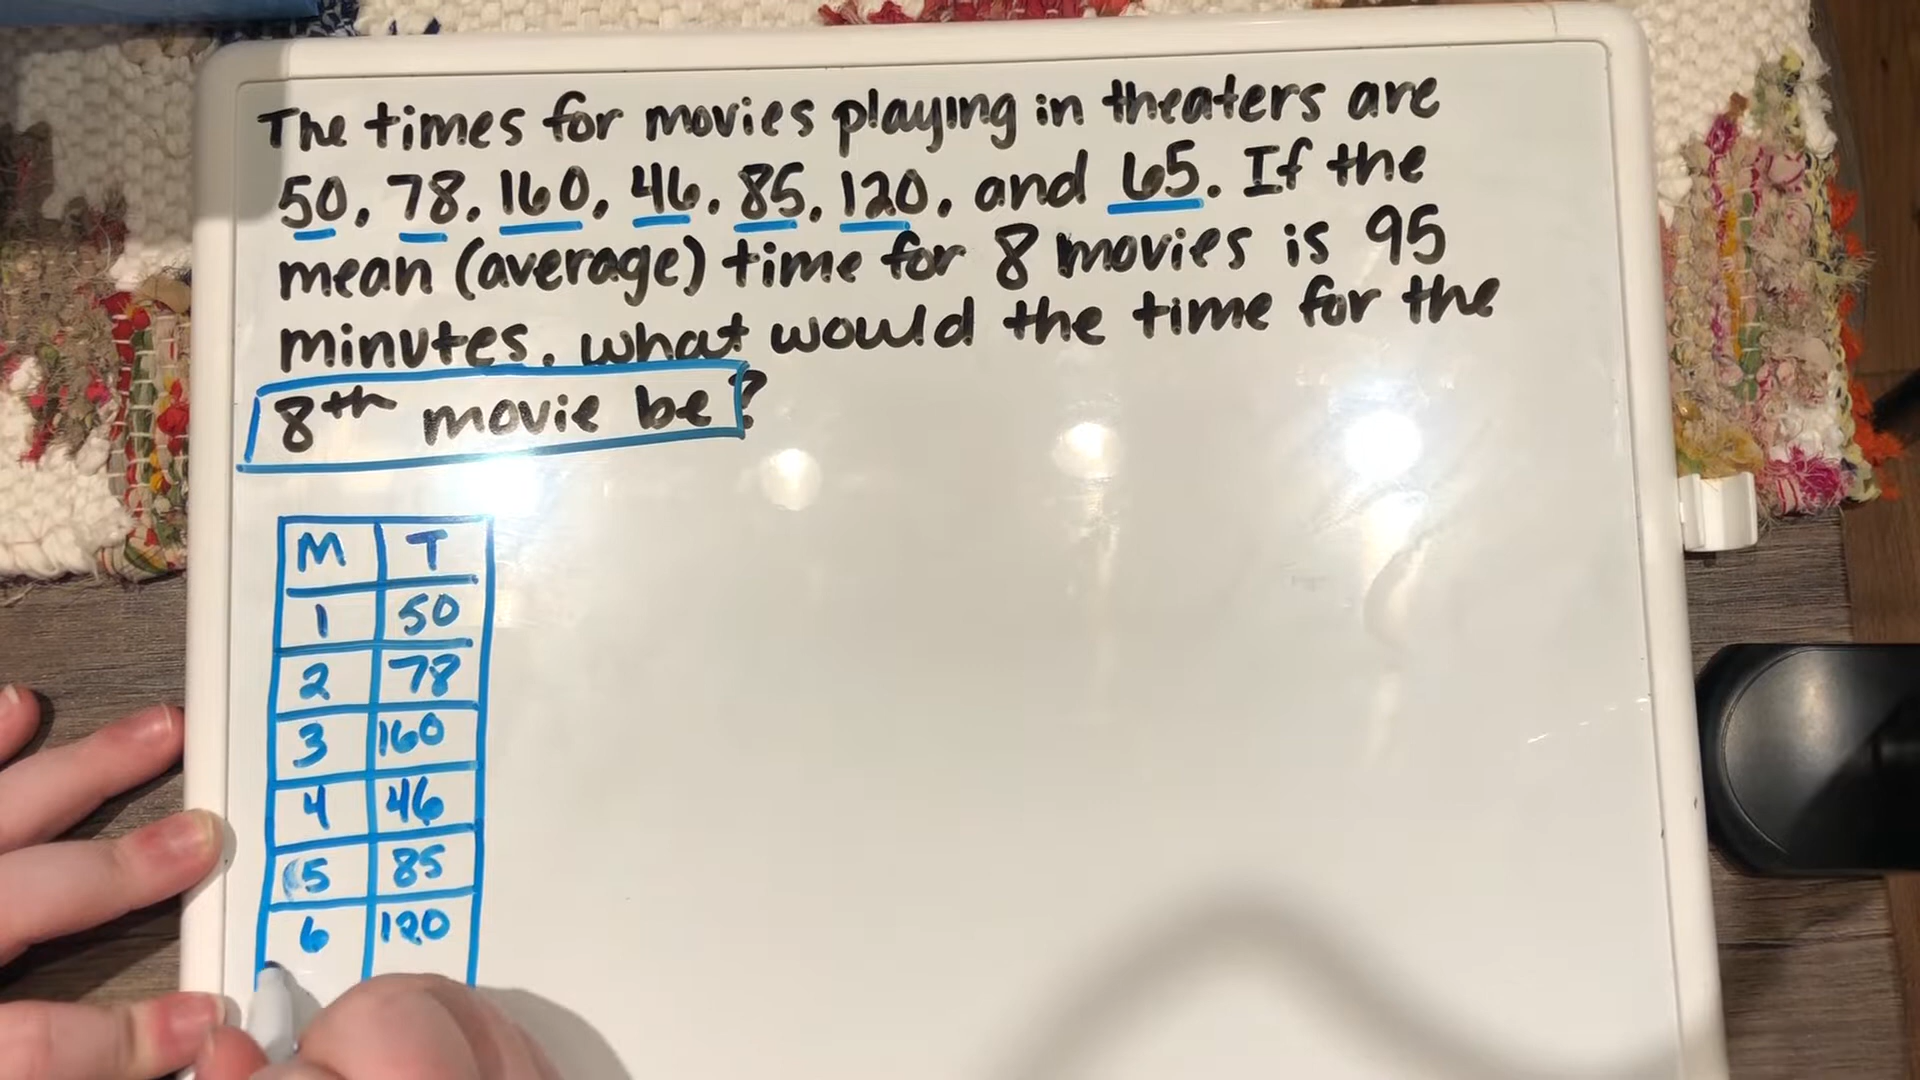 The times for movies playing in theaters are
50, 78, 160, 46, 85, 120, and 65. If the
mean (average) time for 8 movies is 95
minutes, what would the time for the
8th movie be?
M T
1 50
2 78
3 160
4 46
5 85
6 120